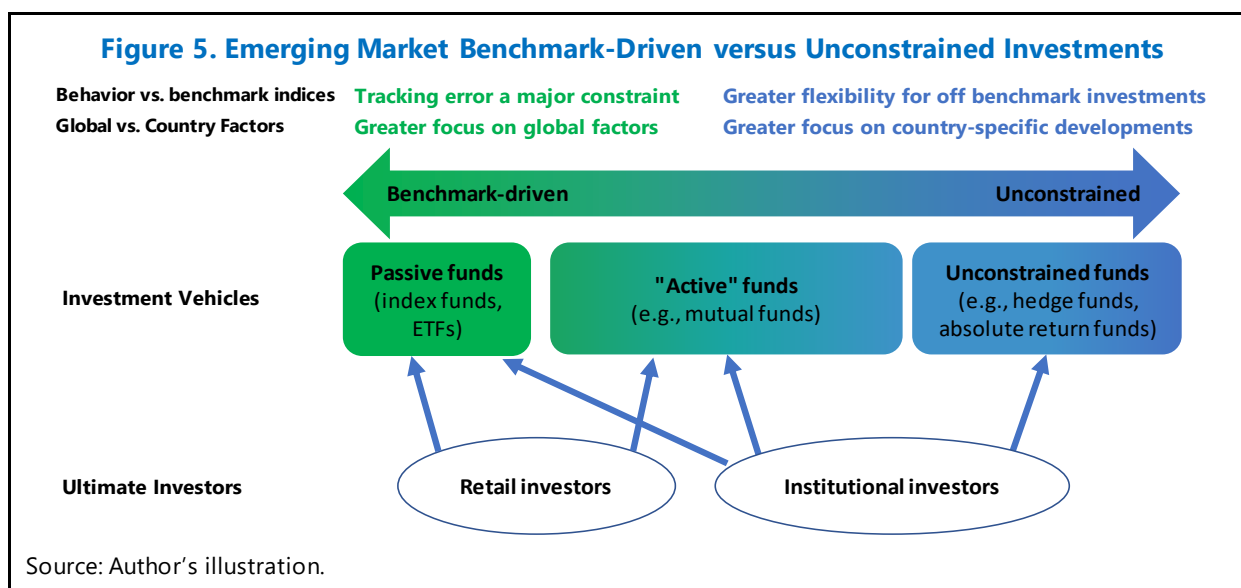 Figure 5. Emerging Market Benchmark-Driven versus Unconstrained Investments
Behavior vs. benchmark indices
Tracking error a major constraint
Greater flexibility for off benchmark investments
Global vs. Country Factors
Greater focus on global factors
Greater focus on country-specific developments
Benchmark-driven
Unconstrained
Investment Vehicles
Passive funds
(index funds,
ETFs)
"Active" funds
(e.g., mutual funds)
Unconstrained funds
(e.g., hedge funds,
absolute return funds)
Ultimate Investors
Retail investors
Institutional investors
Source: Author’s illustration.